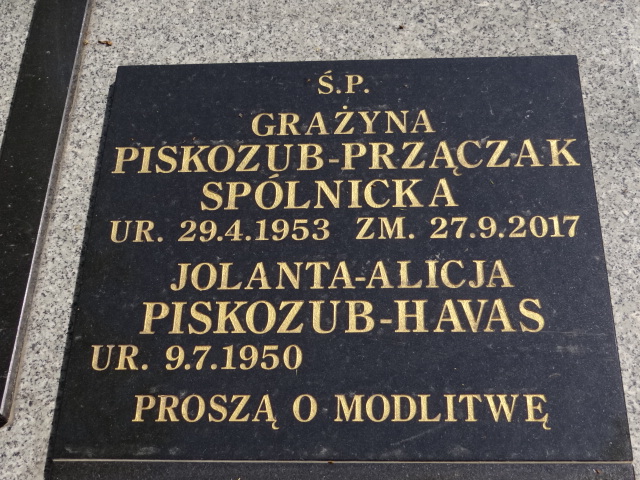 Ś.P.
GRAŻYNA
PISKOZUB-PRZĄCZAK
SPÓLNICKA
UR. 29.4.1953 ZM. 27.9.2017
JOLANTA-ALICJA
PISKOZUB-HAVAS
UR. 9.7.1950
PROSZĄ O MODLITWĘ